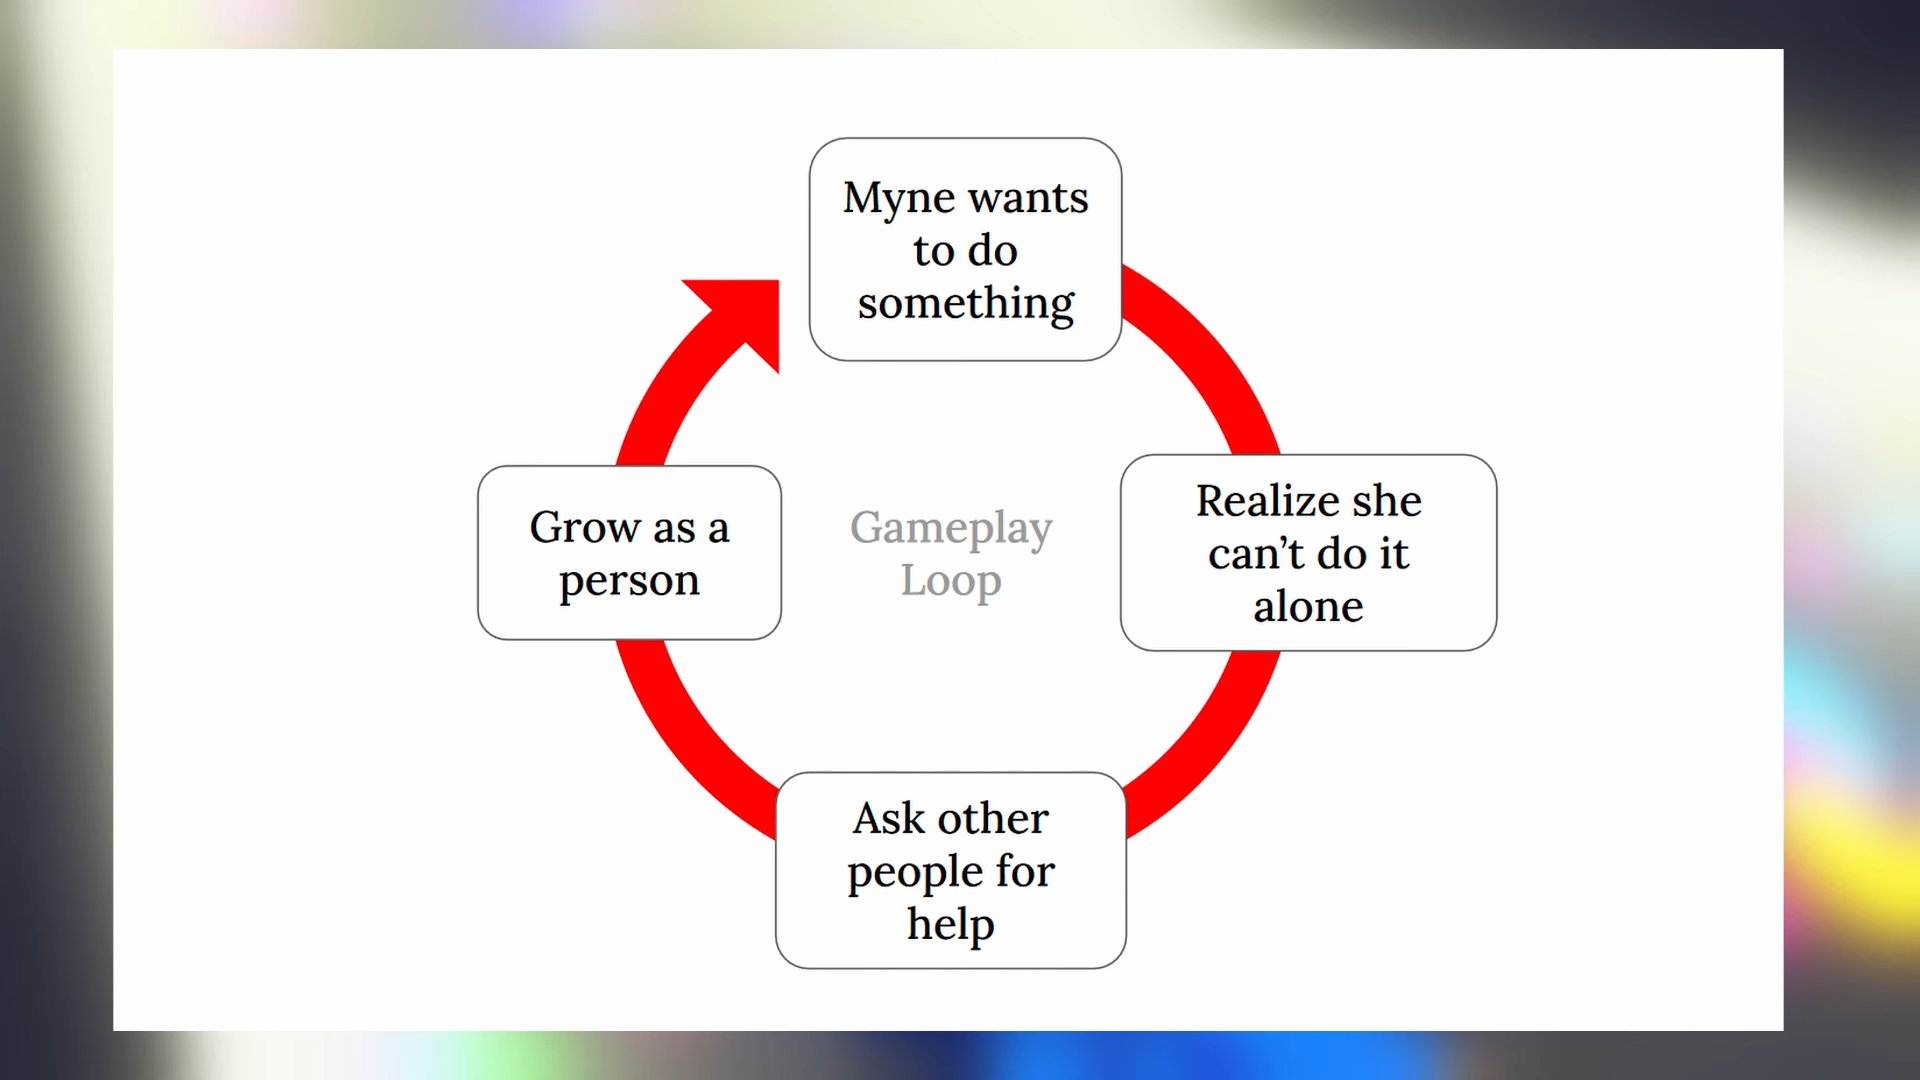 Myne wants
to do
something
Realize she
can’t do it
alone
Ask other
people for
help
Grow as a
person
Gameplay
Loop